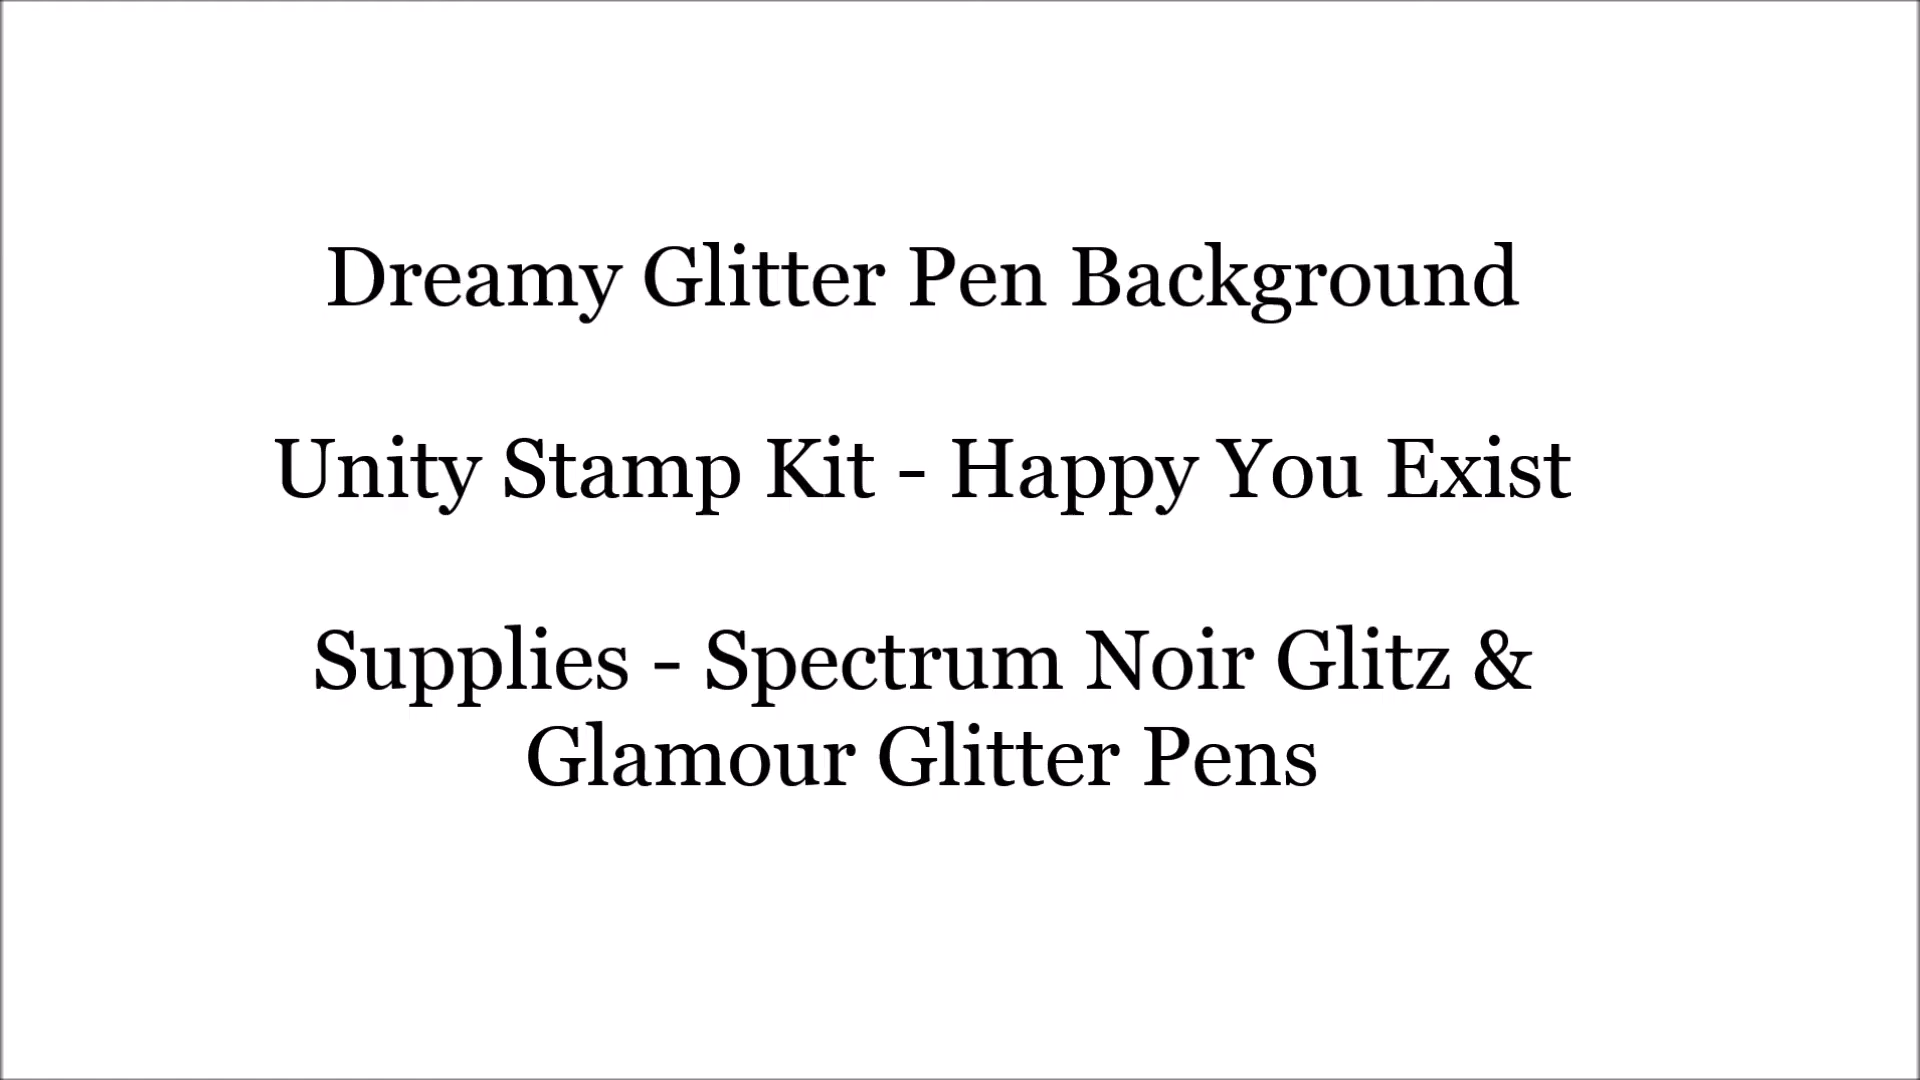 Dreamy Glitter Pen Background
Unity Stamp Kit - Happy You Exist
Supplies - Spectrum Noir Glitz &
Glamour Glitter Pens